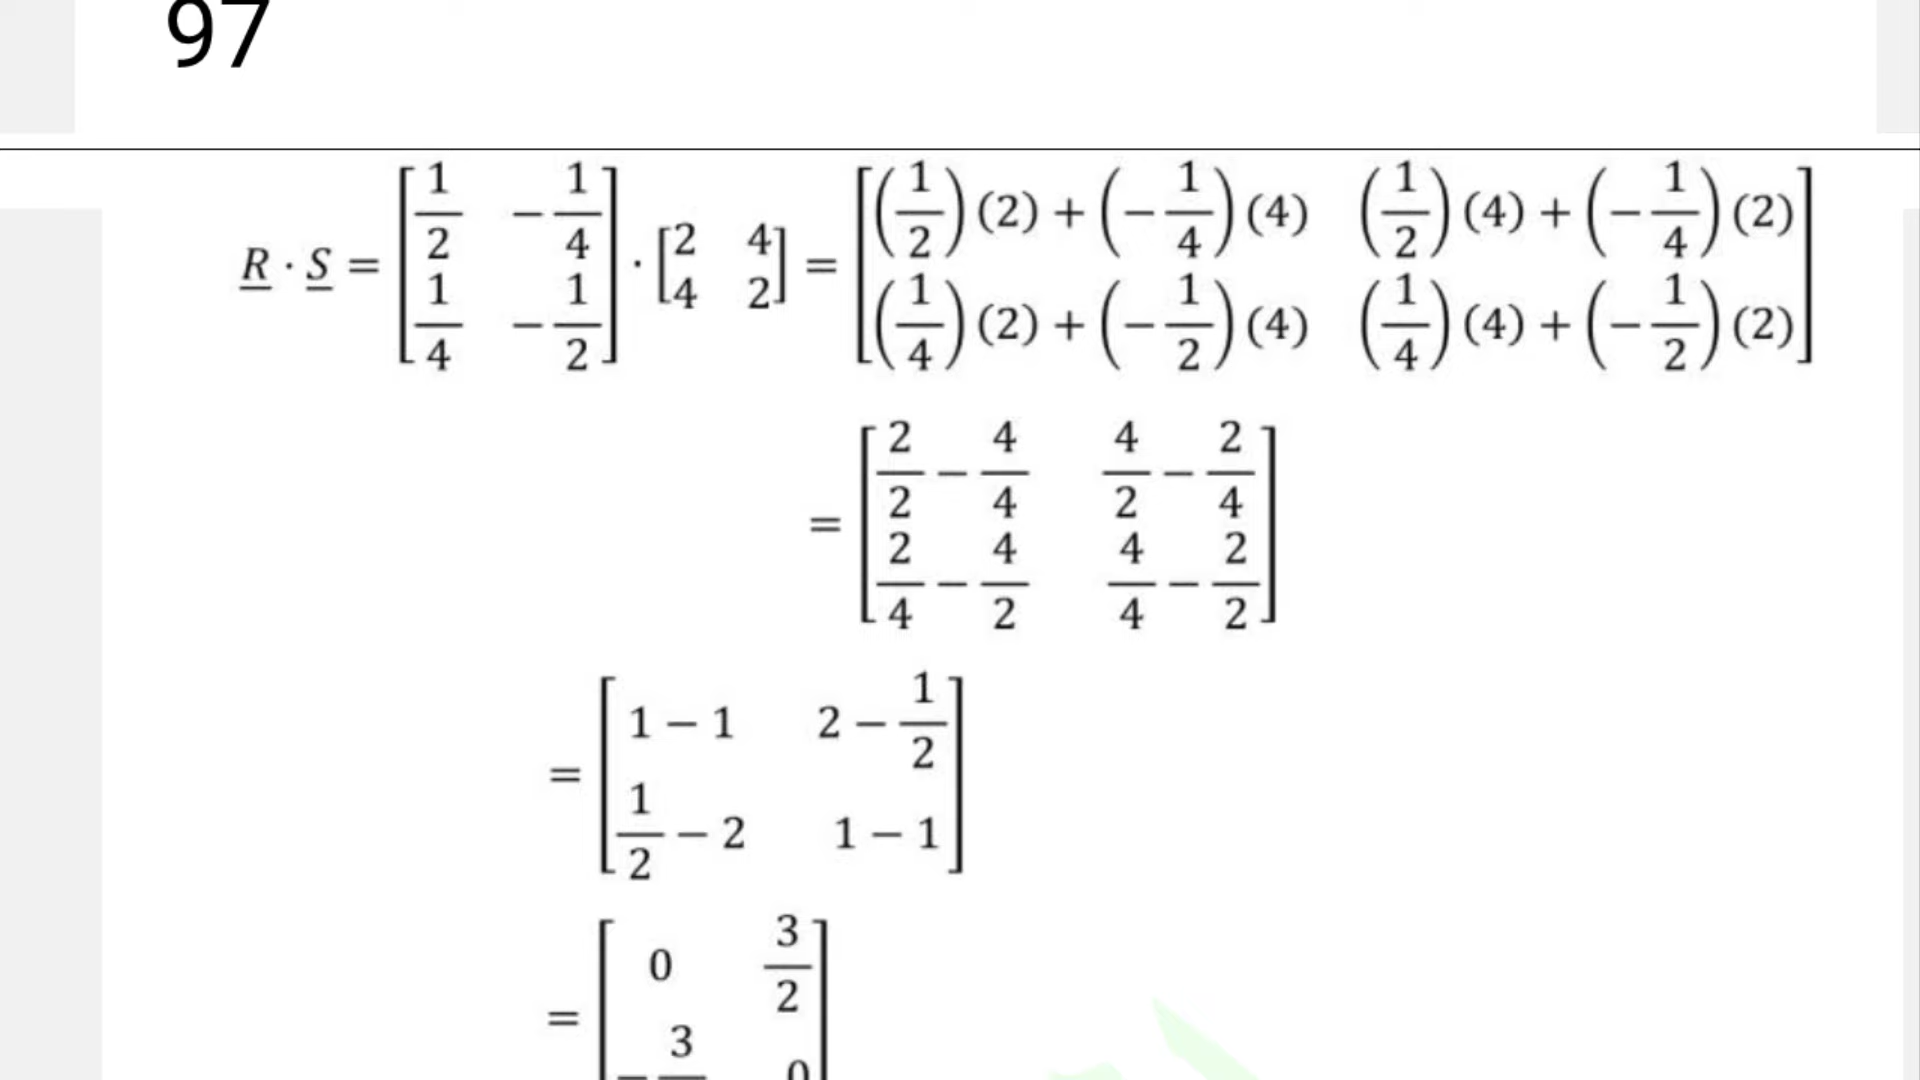 97
R · S = [1/2 −1/4; 1/4 −1/2] · [2 4; 4 2] = [(1/2)(2) + (−1/4)(4) (1/2)(4) + (−1/4)(2); (1/4)(2) + (−1/2)(4) (1/4)(4) + (−1/2)(2)]
= [2/2 − 4/4 4/2 − 2/4; 2/4 − 4/2 4/4 − 2/2]
= [1 − 1 2 − 1/2; 1/2 − 2 1 − 1]
= [0 3/2; −3 0]